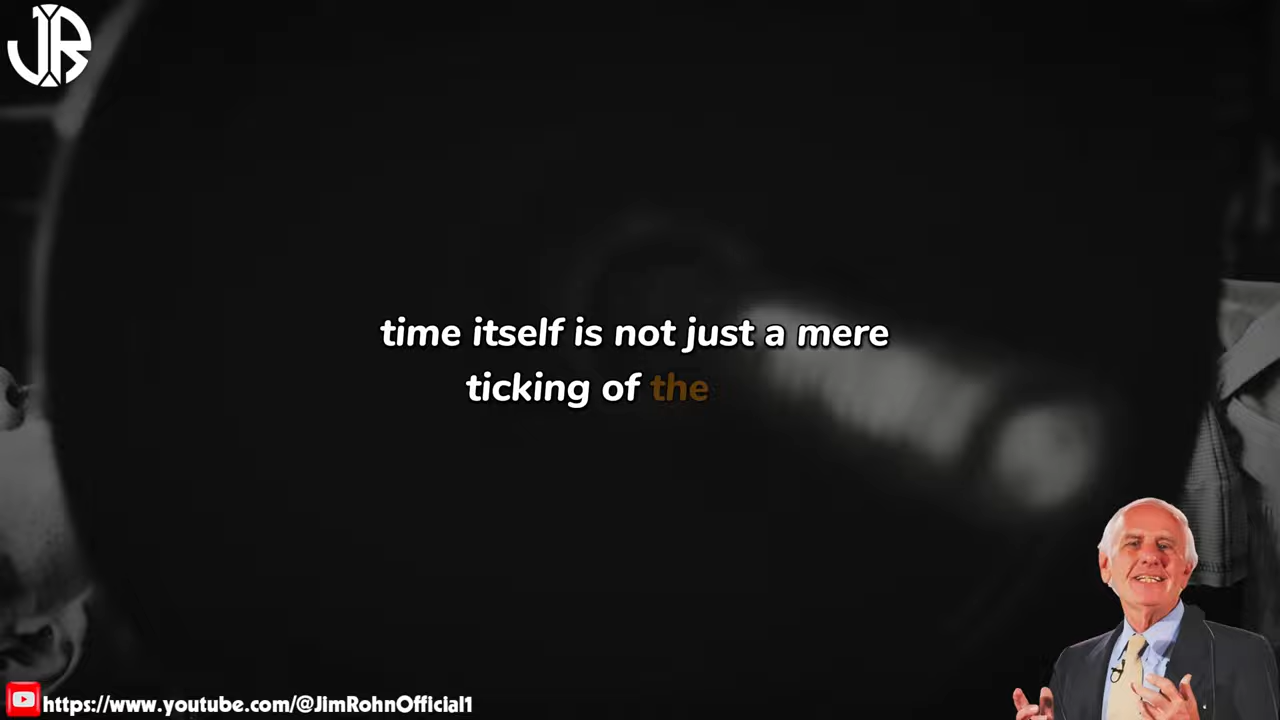 JR
time itself is not just a mere
ticking of the
https://www.youtube.com/@JimRohnOfficial1